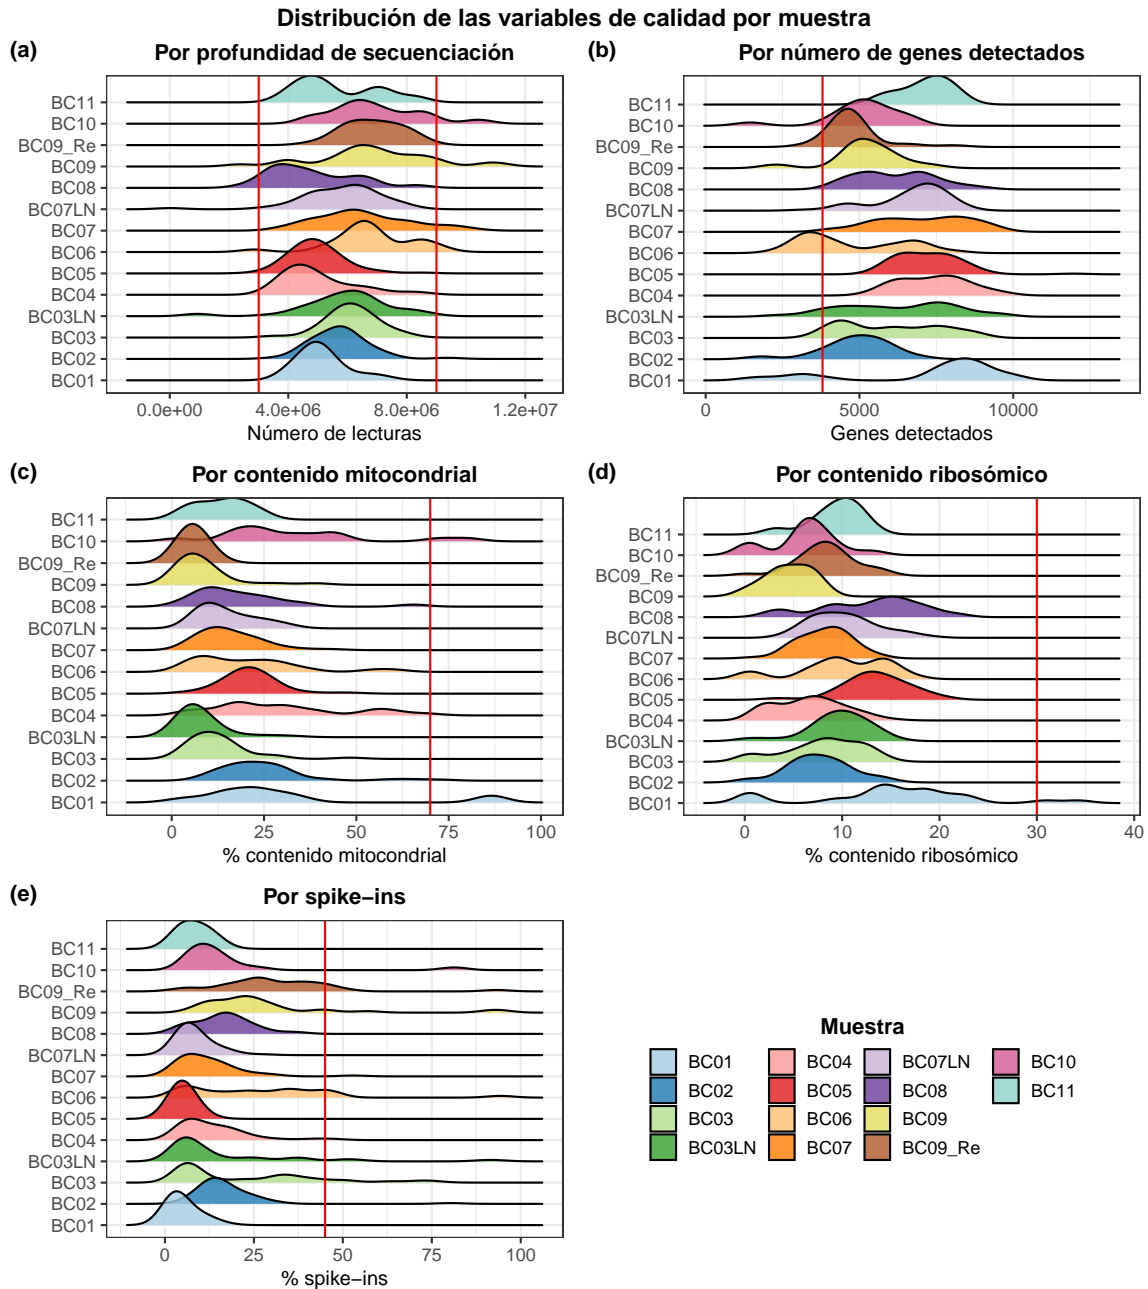 Distribución de las variables de calidad por muestra
(a)
Por profundidad de secuenciación
BC11
BC10
BC09_Re
BC09
BC08
BC07LN
BC07
BC06
BC05
BC04
BC03LN
BC03
BC02
BC01
0.0e+00 4.0e+06 8.0e+06 1.2e+07
Número de lecturas
(b)
Por número de genes detectados
BC11
BC10
BC09_Re
BC09
BC08
BC07LN
BC07
BC06
BC05
BC04
BC03LN
BC03
BC02
BC01
0 5000 10000
Genes detectados
(c)
Por contenido mitocondrial
BC11
BC10
BC09_Re
BC09
BC08
BC07LN
BC07
BC06
BC05
BC04
BC03LN
BC03
BC02
BC01
0 25 50 75 100
% contenido mitocondrial
(d)
Por contenido ribosómico
BC11
BC10
BC09_Re
BC09
BC08
BC07LN
BC07
BC06
BC05
BC04
BC03LN
BC03
BC02
BC01
0 10 20 30 40
% contenido ribosómico
(e)
Por spike−ins
BC11
BC10
BC09_Re
BC09
BC08
BC07LN
BC07
BC06
BC05
BC04
BC03LN
BC03
BC02
BC01
0 25 50 75 100
% spike−ins
Muestra
BC01 BC04 BC07LN BC10
BC02 BC05 BC08 BC11
BC03 BC06 BC09
BC03LN BC07 BC09_Re